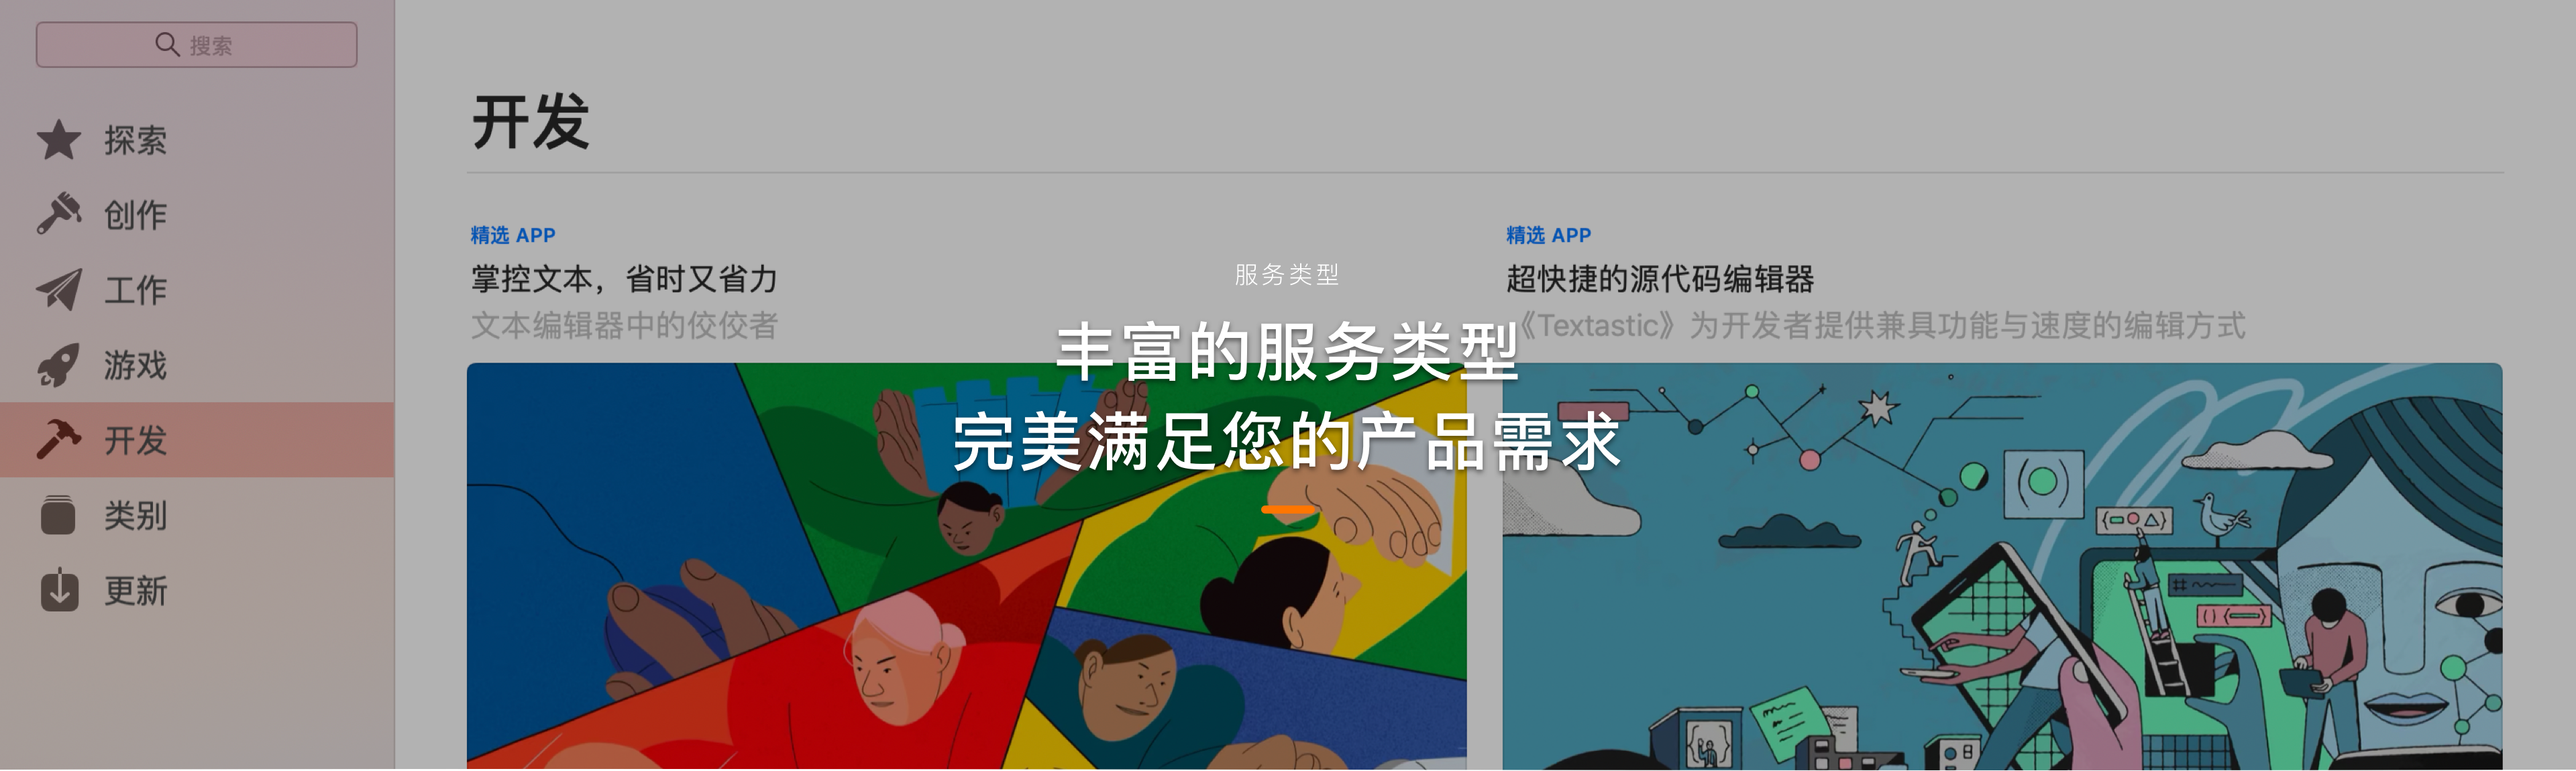 搜索
探索
创作
工作
游戏
开发
类别
更新
开发
精选 APP
掌控文本，省时又省力
文本编辑器中的佼佼者
精选 APP
超快捷的源代码编辑器
《Textastic》为开发者提供兼具功能与速度的编辑方式
服务类型
丰富的服务类型
完美满足您的产品需求